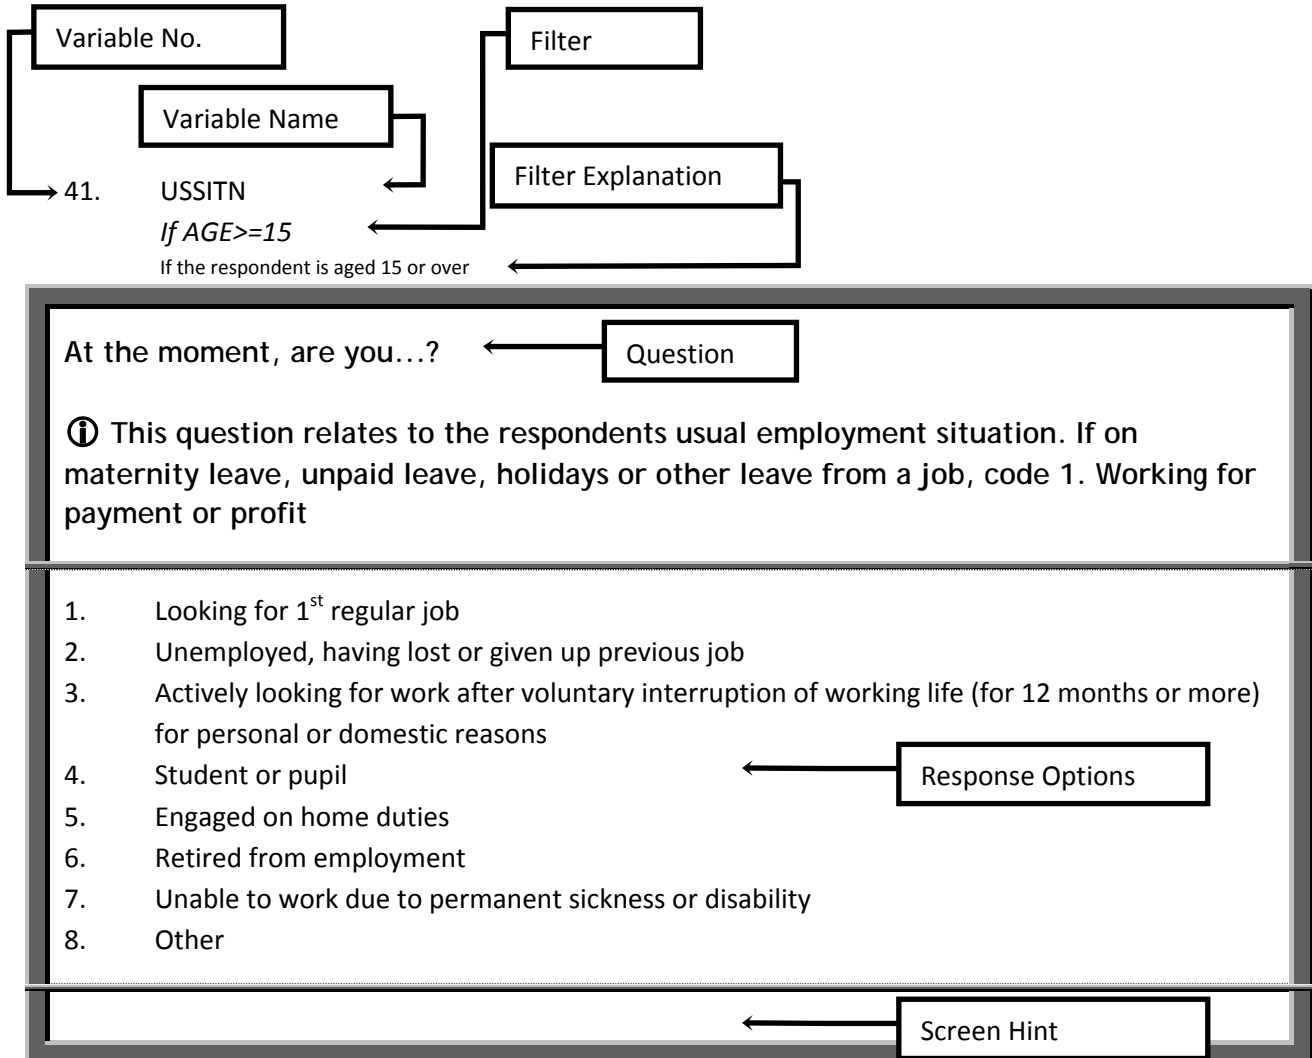 Variable No.
Filter
Variable Name
Filter Explanation
41. USSITN
If AGE>=15
If the respondent is aged 15 or over
At the moment, are you...?
Question
🛈 This question relates to the respondents usual employment situation. If on
maternity leave, unpaid leave, holidays or other leave from a job, code 1. Working for
payment or profit
1. Looking for 1st regular job
2. Unemployed, having lost or given up previous job
3. Actively looking for work after voluntary interruption of working life (for 12 months or more)
for personal or domestic reasons
4. Student or pupil
Response Options
5. Engaged on home duties
6. Retired from employment
7. Unable to work due to permanent sickness or disability
8. Other
Screen Hint